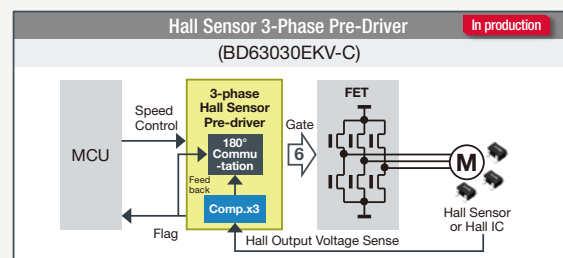 Hall Sensor 3-Phase Pre-Driver
In production
(BD63030EKV-C)
MCU
Speed
Control
3-phase
Hall Sensor
Pre-driver
180°
Commu
-tation
Feed
back
Comp.x3
Flag
Gate
6
FET
M
Hall Sensor
or Hall IC
Hall Output Voltage Sense